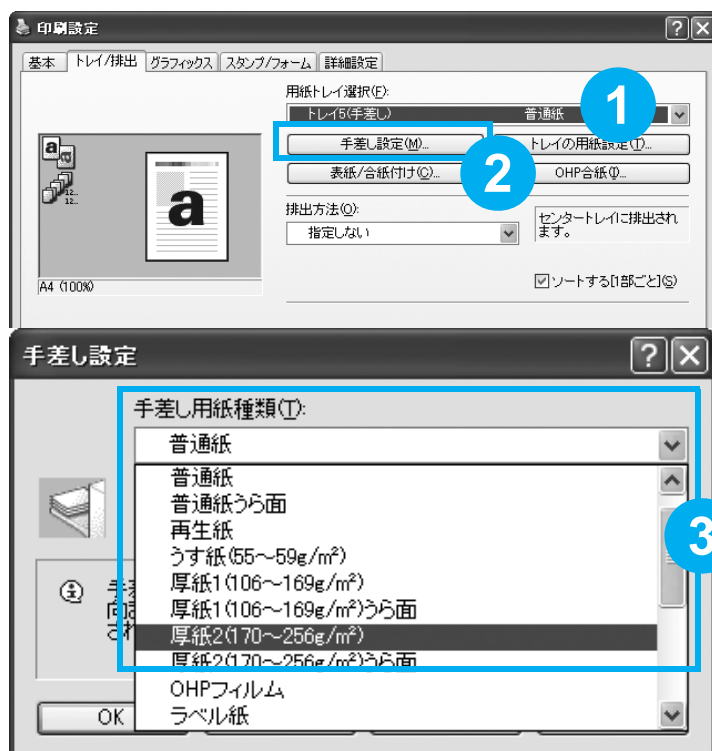 印刷設定
基本 トレイ/排出 グラフィックス スタンプ/フォーム 詳細設定
用紙トレイ選択(F):
トレイ5(手差し) 普通紙
1
手差し設定(M)... トレイの用紙設定(T)...
2
表紙/合紙付け(C)... OHP合紙(I)...
排出方法(O):
指定しない
センタートレイに排出され
ます。
A4 (100%)
ソートする[1部ごと](S)
手差し設定
手差し用紙種類(T):
普通紙
普通紙
普通紙うら面
再生紙
うす紙(55～59g/m²)
3
厚紙1(106～169g/m²)
厚紙1(106～169g/m²)うら面
厚紙2(170～256g/m²)
厚紙2(170～256g/m²)うら面
OHPフィルム
ラベル紙
OK